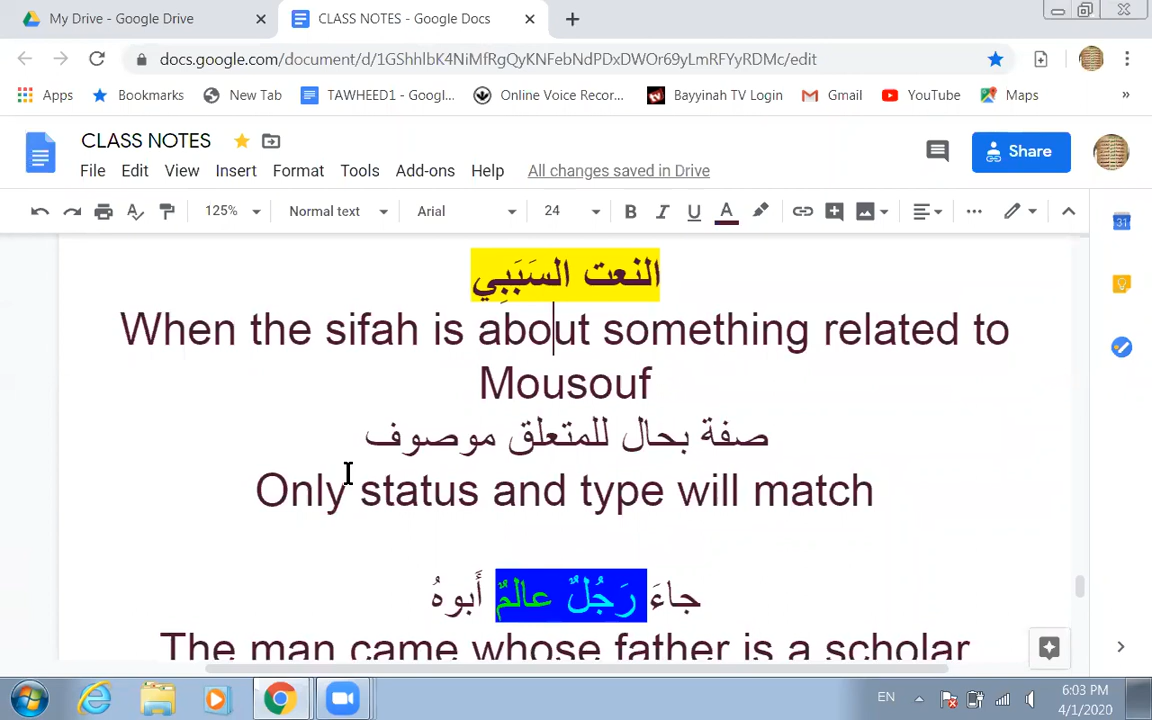 My Drive - Google Drive
CLASS NOTES - Google Docs
docs.google.com/document/d/1GShhlbK4NiMfRgQyKNFebNdPDxDWOr69yLmRFYyRDMc/edit
Apps
Bookmarks
New Tab
TAWHEED1 - Googl...
Online Voice Recor...
Bayyinah TV Login
Gmail
YouTube
Maps
»
CLASS NOTES
Share
File Edit View Insert Format Tools Add-ons Help All changes saved in Drive
125% Normal text Arial 24 B I U A
31
النعت السَبَبِي
When the sifah is about something related to
Mousouf
صفة بحال للمتعلق موصوف
Only status and type will match
جاءَ رَجُلٌ عالمٌ أَبوهُ
The man came whose father is a scholar
EN
6:03 PM
4/1/2020